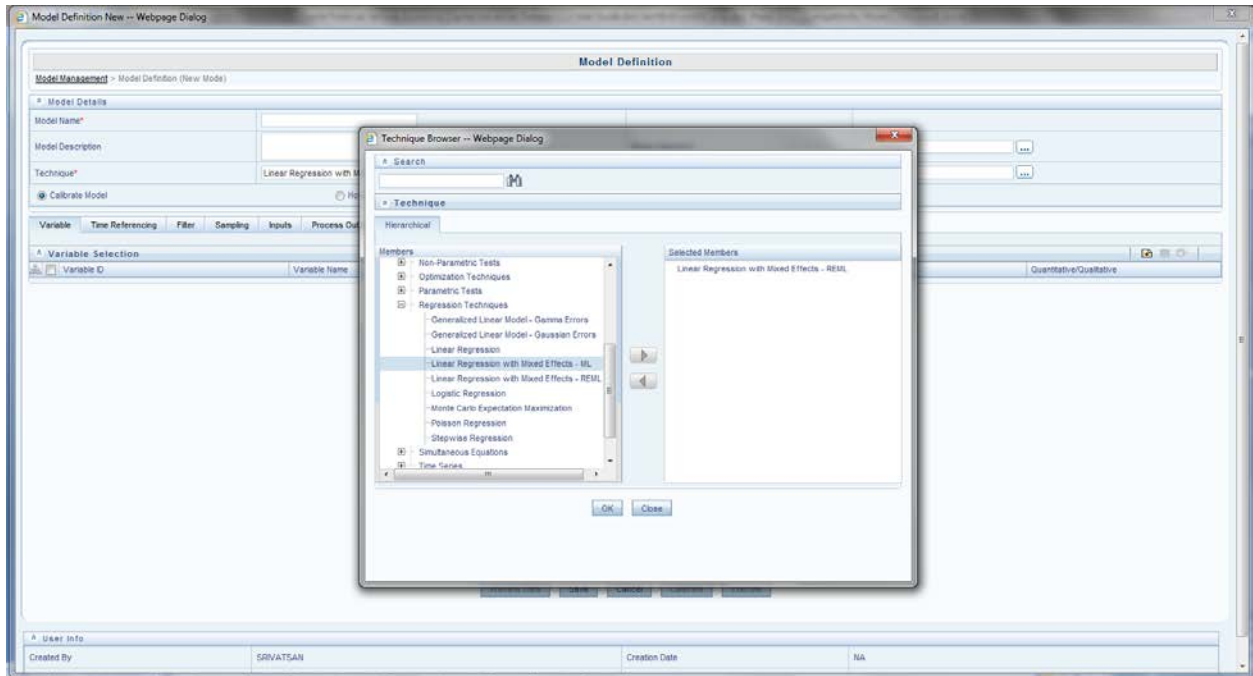 Model Definition New -- Webpage Dialog
Model Definition
Model Management > Model Definition (New Mode)
Model Details
Model Name*
Model Description
Technique*
Linear Regression with M
Calibrate Model
Variable Time Referencing Filter Sampling Inputs Process Out
Variable Selection
Variable ID Variable Name Quantitative/Qualitative
Technique Browser -- Webpage Dialog
Search
Technique
Hierarchical
Members
Non-Parametric Tests
Optimization Techniques
Parametric Tests
Regression Techniques
Generalized Linear Model - Gamma Errors
Generalized Linear Model - Gaussian Errors
Linear Regression
Linear Regression with Mixed Effects - ML
Linear Regression with Mixed Effects - REML
Logistic Regression
Monte Carlo Expectation Maximization
Poisson Regression
Stepwise Regression
Simultaneous Equations
Time Series
Selected Members
Linear Regression with Mixed Effects - REML
OK Close
Save Cancel
User Info
Created By SRIVATSAN Creation Date NA